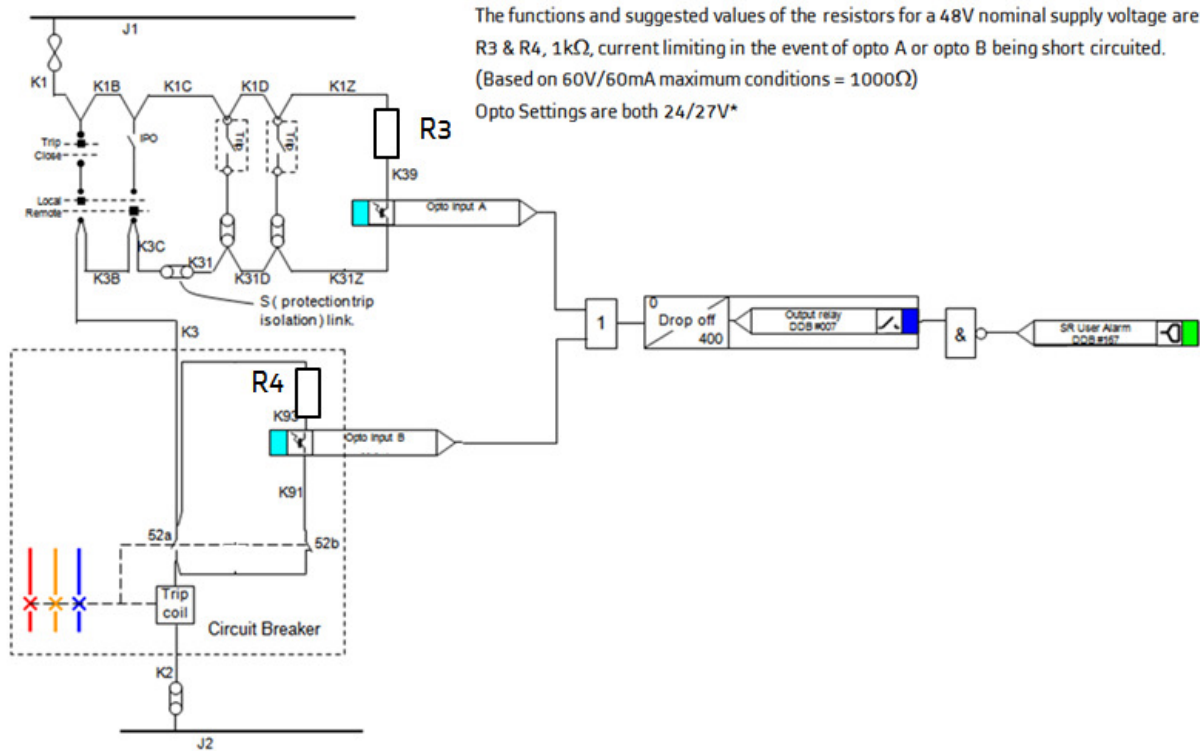 The functions and suggested values of the resistors for a 48V nominal supply voltage are
R3 & R4, 1kΩ, current limiting in the event of opto A or opto B being short circuited.
(Based on 60V/60mA maximum conditions = 1000Ω)
Opto Settings are both 24/27V*
J1
K1
K1B
K1C
K1D
K1Z
R3
Trip
Close
IPO
Trip
Trip
K39
Local
Remote
Opto Input A
K3C
K31
K3B
K31D
K31Z
S ( protection trip
isolation ) link.
K3
1
0
Drop off
400
Output relay
DDB #007
&
SR User Alarm
DDB #167
R4
K93
Opto Input B
K91
52a
52b
Trip
coil
Circuit Breaker
K2
J2